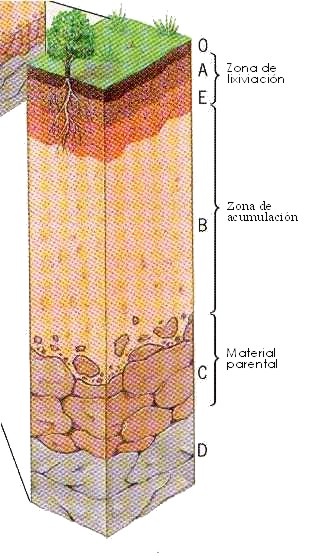 O
A
Zona de
lixiviación
E
Zona de
acumulación
B
Material
parental
C
D